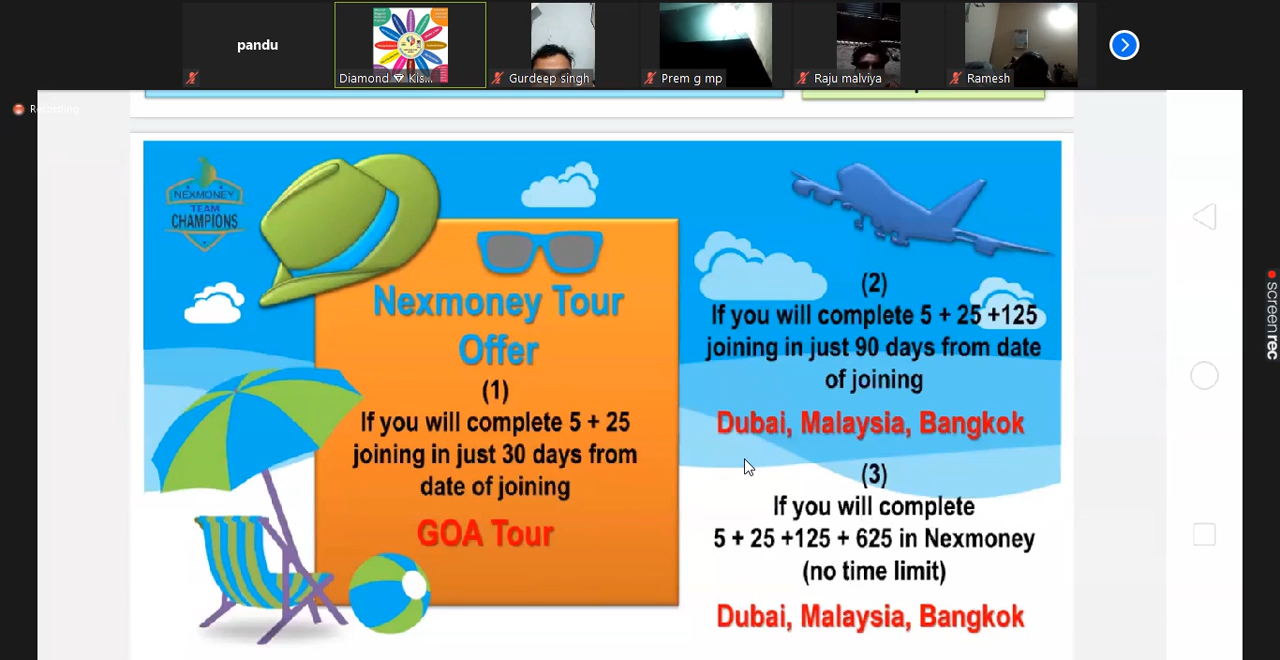 pandu
Diamond Kis...
Gurdeep singh
Prem g mp
Raju malviya
Ramesh
Recording
NEXMONEY
TEAM
CHAMPIONS
Nexmoney Tour
Offer
(1)
If you will complete 5 + 25
joining in just 30 days from
date of joining
GOA Tour
(2)
If you will complete 5 + 25 +125
joining in just 90 days from date
of joining
Dubai, Malaysia, Bangkok
(3)
If you will complete
5 + 25 +125 + 625 in Nexmoney
(no time limit)
Dubai, Malaysia, Bangkok
screenrec